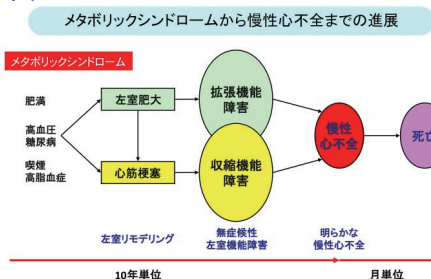 メタボリックシンドロームから慢性心不全までの進展
メタボリックシンドローム
肥満
高血圧
糖尿病
喫煙
高脂血症
左室肥大
心筋梗塞
拡張機能
障害
収縮機能
障害
慢性
心不全
死亡
左室リモデリング
無症候性
左室機能障害
明らかな
慢性心不全
10年単位
月単位